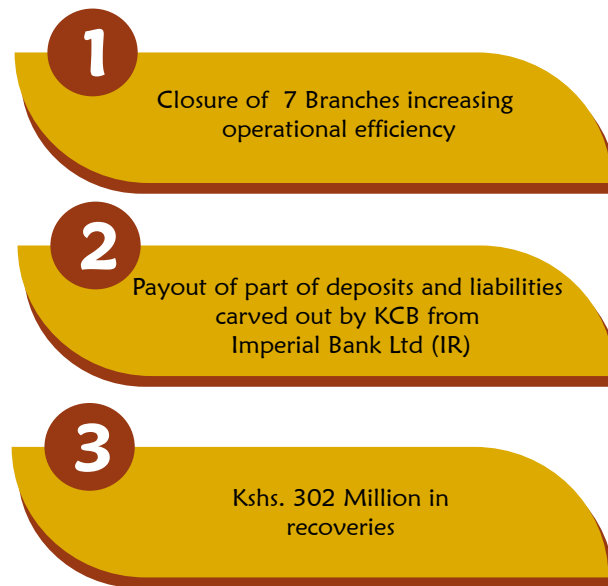 1
Closure of 7 Branches increasing
operational efficiency
2
Payout of part of deposits and liabilities
carved out by KCB from
Imperial Bank Ltd (IR)
3
Kshs. 302 Million in
recoveries